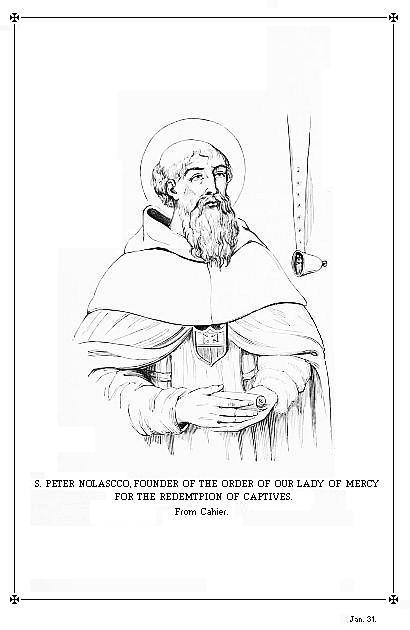 S. PETER NOLASCCO, FOUNDER OF THE ORDER OF OUR LADY OF MERCY
FOR THE REDEMTPION OF CAPTIVES.
From Cahier.
Jan. 31.